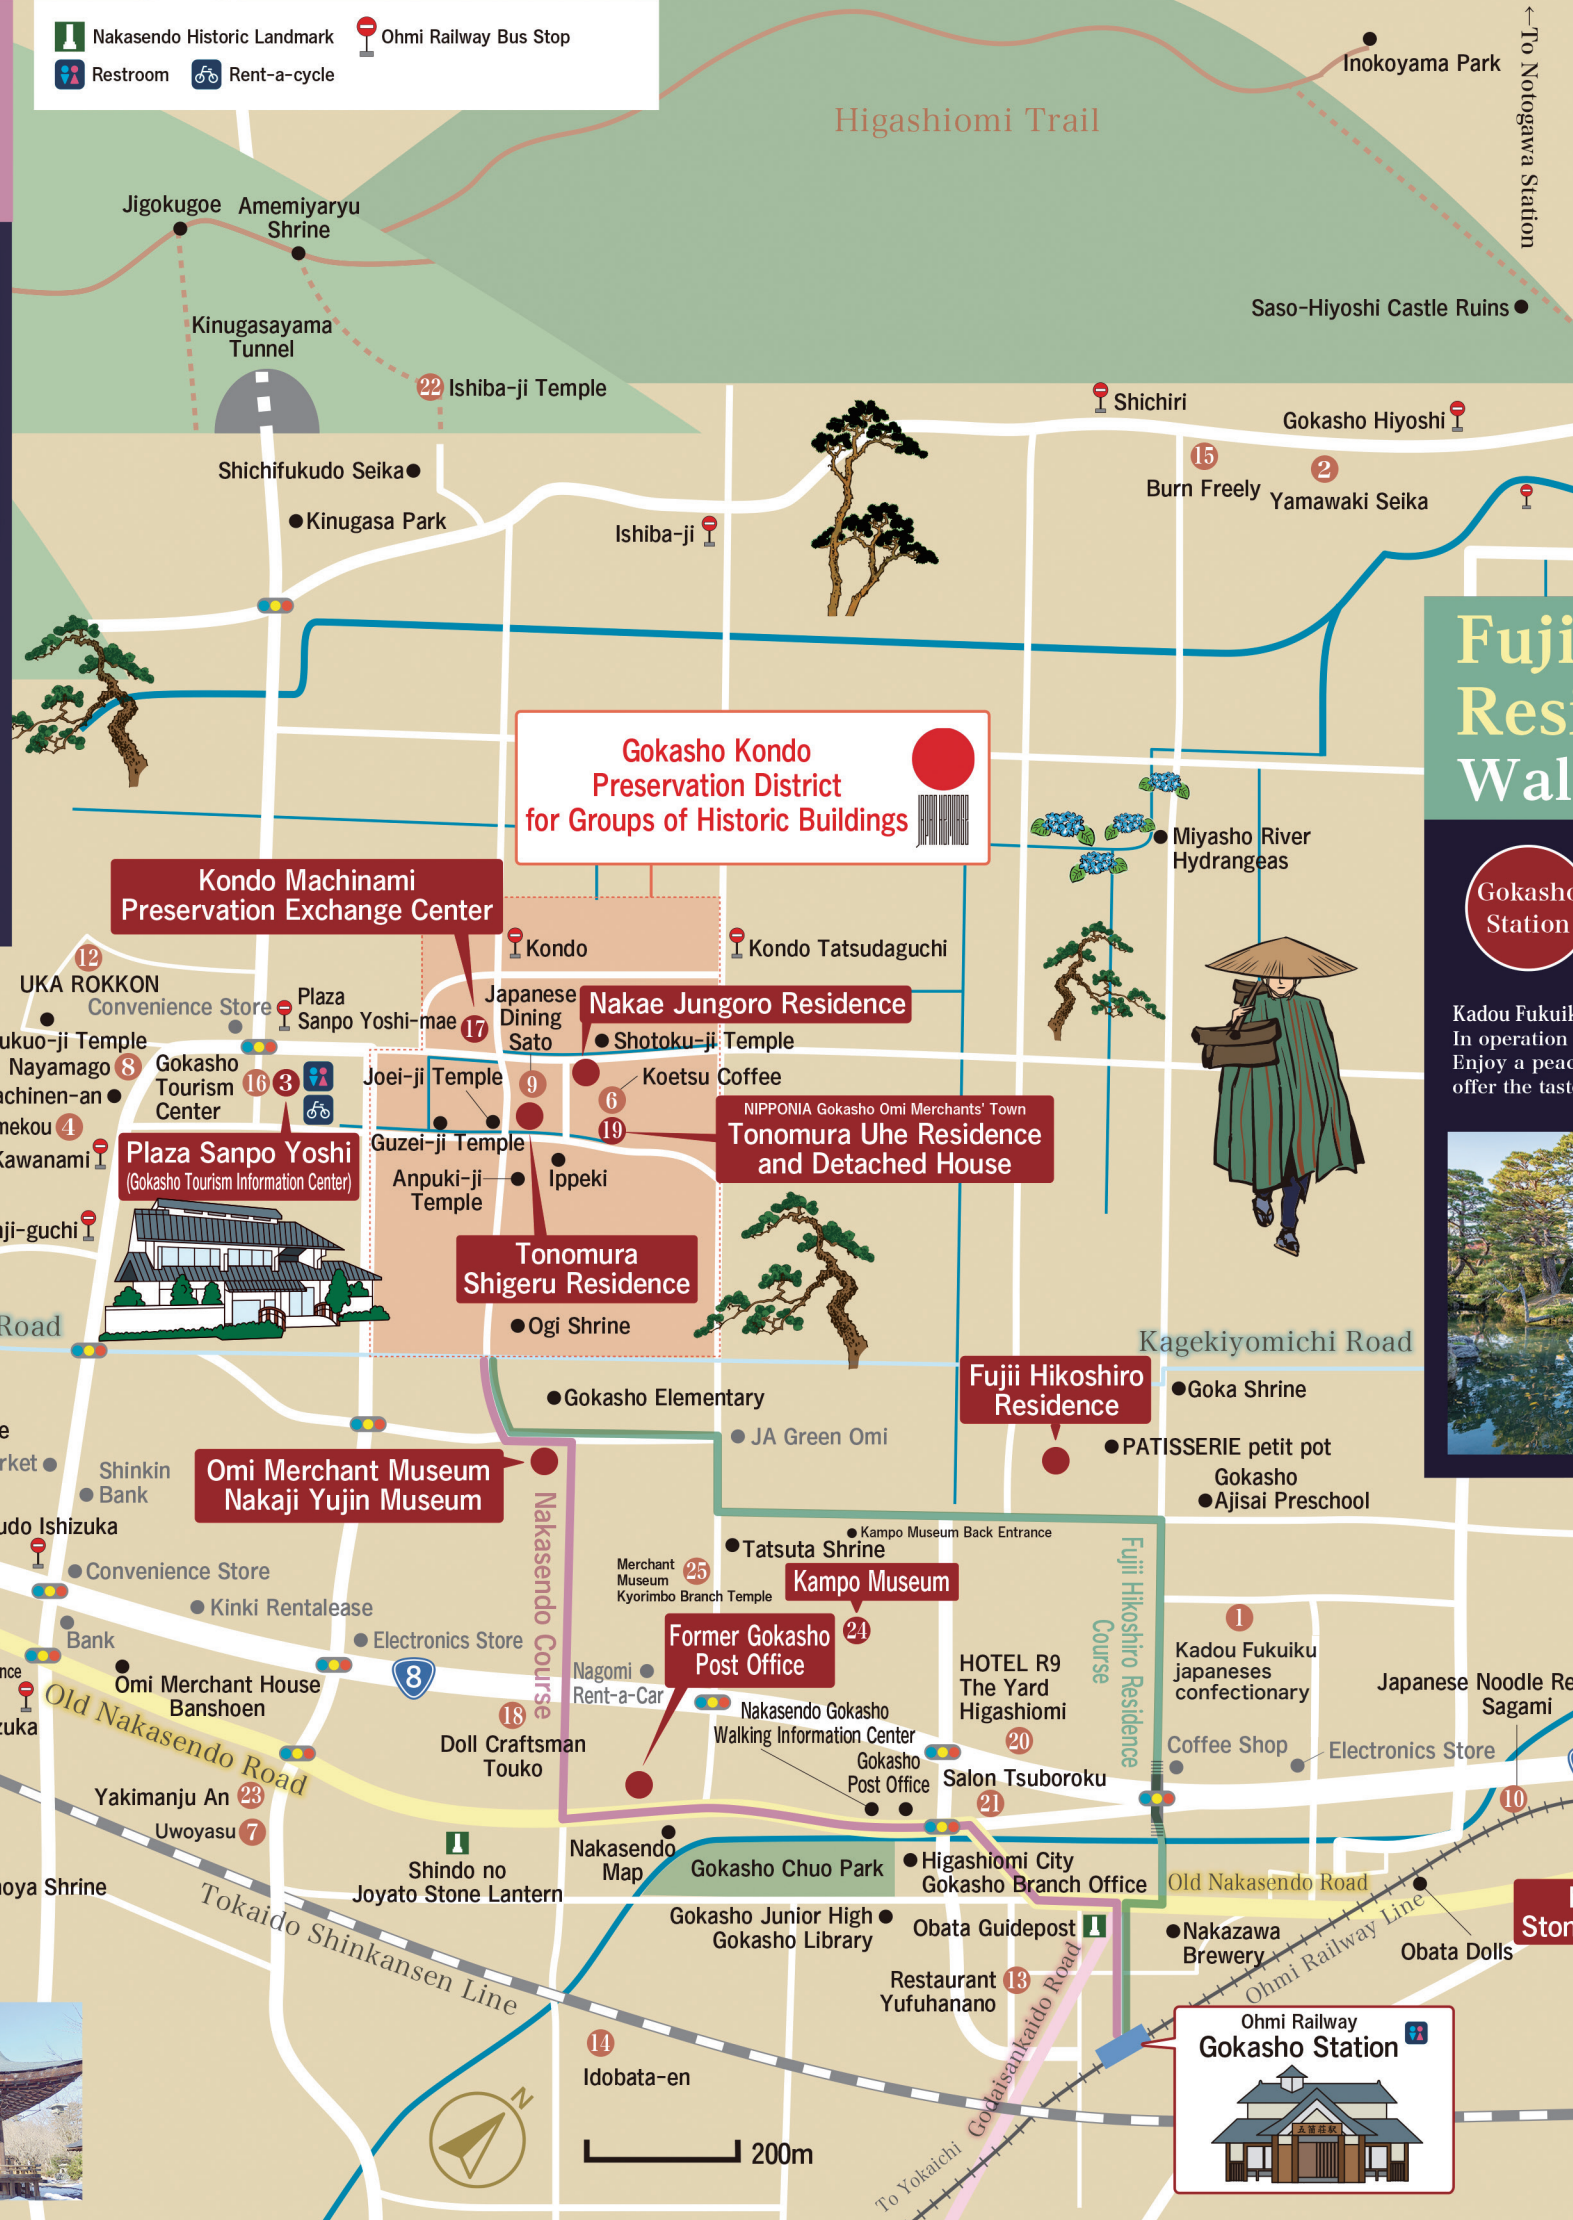 Nakasendo Historic Landmark
Ohmi Railway Bus Stop
Restroom
Rent-a-cycle
←To Notogawa Station
Inokoyama Park
Higashiomi Trail
Jigokugoe
Amemiyaryu
Shrine
Saso-Hiyoshi Castle Ruins
Kinugasayama
Tunnel
22 Ishiba-ji Temple
Shichiri
Gokasho Hiyoshi
15
Burn Freely
2
Yamawaki Seika
Shichifukudo Seika
Kinugasa Park
Ishiba-ji
Fuji
Resi
Wal
Gokasho Kondo
Preservation District
for Groups of Historic Buildings
Miyasho River
Hydrangeas
Gokasho
Station
Kondo Machinami
Preservation Exchange Center
Kondo
Kondo Tatsudaguchi
12
UKA ROKKON
Convenience Store
Plaza
Sanpo Yoshi-mae
17
Japanese
Dining
Sato
Nakae Jungoro Residence
Kadou Fukuik
In operation
Enjoy a peac
offer the tast
ukuo-ji Temple
Nayamago 8
achinen-an
mekou 4
Kawanami
Gokasho
Tourism
Center
16 3
Joei-ji Temple
9
Shotoku-ji Temple
Koetsu Coffee
6
19
NIPPONIA Gokasho Omi Merchants' Town
Tonomura Uhe Residence
and Detached House
Plaza Sanpo Yoshi
(Gokasho Tourism Information Center)
Guzei-ji Temple
Anpuki-ji
Temple
Ippeki
nji-guchi
Tonomura
Shigeru Residence
Ogi Shrine
Road
Kagekiyomichi Road
Fujii Hikoshiro
Residence
Goka Shrine
Gokasho Elementary
JA Green Omi
PATISSERIE petit pot
Gokasho
Ajisai Preschool
e
rket
Shinkin
Bank
Omi Merchant Museum
Nakaji Yujin Museum
Nakasendo Course
udo Ishizuka
Convenience Store
Kinki Rentalease
Bank
Electronics Store
8
Tatsuta Shrine
Kampo Museum Back Entrance
Merchant
Museum
Kyorimbo Branch Temple
25
Kampo Museum
24
Former Gokasho
Post Office
Fujii Hikoshiro Residence
Course
1
Kadou Fukuiku
japaneses
confectionary
nce
zuka
Omi Merchant House
Banshoen
Old Nakasendo Road
Nagomi
Rent-a-Car
18
Doll Craftsman
Touko
Nakasendo Gokasho
Walking Information Center
Gokasho
Post Office
HOTEL R9
The Yard
Higashiomi
20
Salon Tsuboroku
21
Japanese Noodle Re
Sagami
Coffee Shop
Electronics Store
10
Yakimanju An 23
Uwoyasu 7
Shindo no
Joyato Stone Lantern
Nakasendo
Map
Gokasho Chuo Park
Higashiomi City
Gokasho Branch Office
Old Nakasendo Road
noya Shrine
Tokaido Shinkansen Line
Gokasho Junior High
Gokasho Library
Obata Guidepost
Nakazawa
Brewery
Ohmi Railway Line
Obata Dolls
Ston
Restaurant
Yufuhanano
13
Godaisankaido Road
Ohmi Railway
Gokasho Station
五箇荘駅
14
Idobata-en
N
200m
To Yokaichi